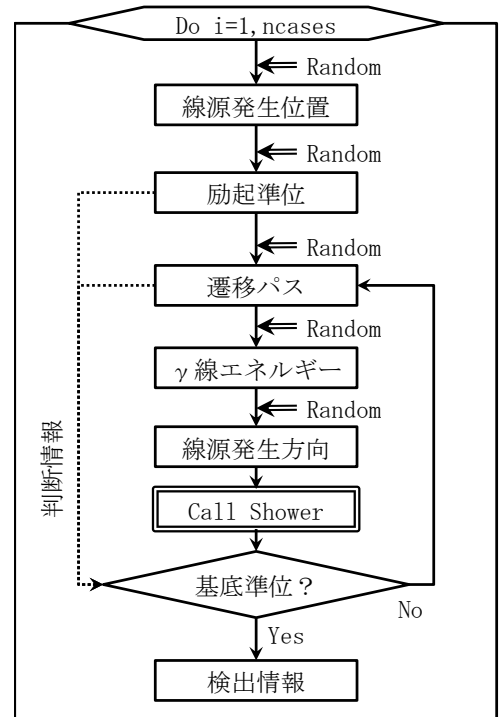 Do i=1,ncases
Random
線源発生位置
Random
励起準位
Random
遷移パス
Random
γ線エネルギー
Random
線源発生方向
判断情報
Call Shower
基底準位？
No
Yes
検出情報